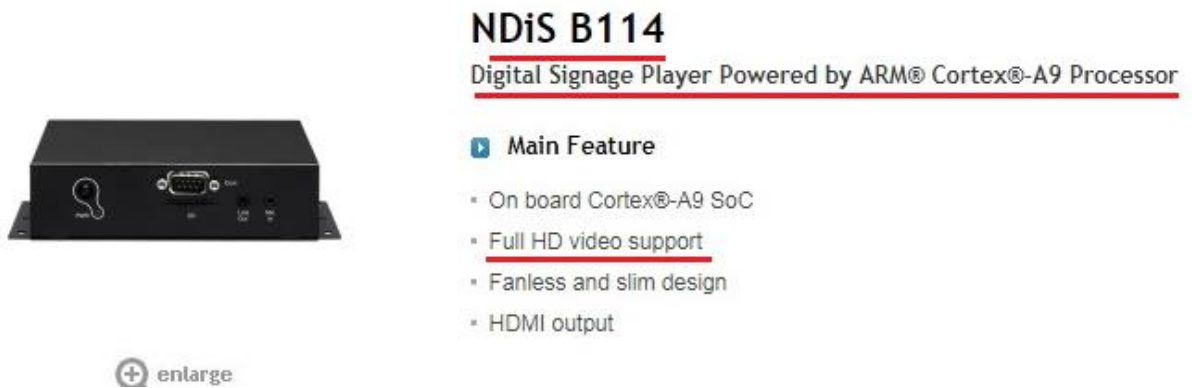 NDiS B114
Digital Signage Player Powered by ARM® Cortex®-A9 Processor
Main Feature
On board Cortex®-A9 SoC
Full HD video support
Fanless and slim design
HDMI output
enlarge